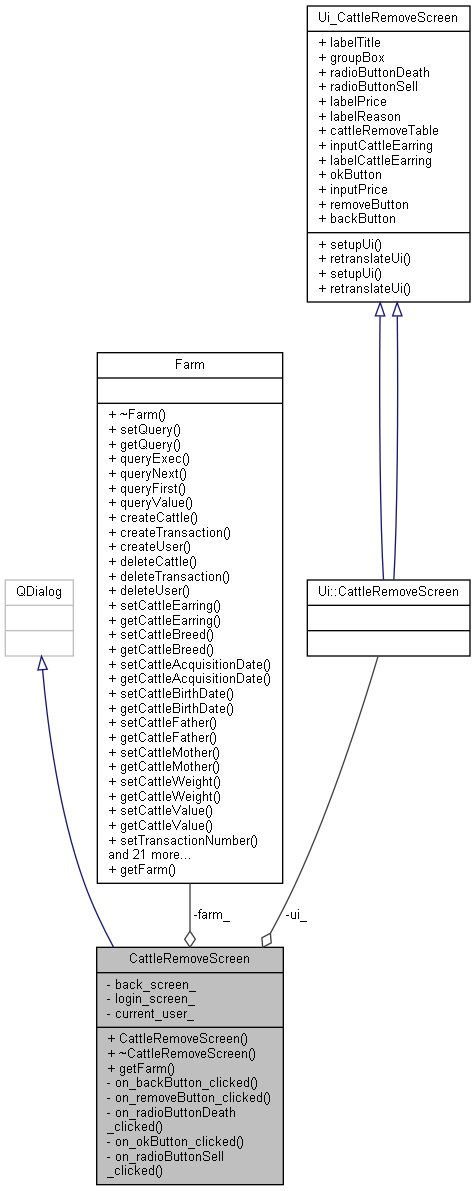 Ui_CattleRemoveScreen
+ labelTitle
+ groupBox
+ radioButtonDeath
+ radioButtonSell
+ labelPrice
+ labelReason
+ cattleRemoveTable
+ inputCattleEarring
+ labelCattleEarring
+ okButton
+ inputPrice
+ removeButton
+ backButton
+ setupUi()
+ retranslateUi()
+ setupUi()
+ retranslateUi()
Farm
+ ~Farm()
+ setQuery()
+ getQuery()
+ queryExec()
+ queryNext()
+ queryFirst()
+ queryValue()
+ createCattle()
+ createTransaction()
+ createUser()
+ deleteCattle()
+ deleteTransaction()
+ deleteUser()
+ setCattleEarring()
+ getCattleEarring()
+ setCattleBreed()
+ getCattleBreed()
+ setCattleAcquisitionDate()
+ getCattleAcquisitionDate()
+ setCattleBirthDate()
+ getCattleBirthDate()
+ setCattleFather()
+ getCattleFather()
+ setCattleMother()
+ getCattleMother()
+ setCattleWeight()
+ getCattleWeight()
+ setCattleValue()
+ getCattleValue()
+ setTransactionNumber()
and 21 more...
+ getFarm()
QDialog
Ui::CattleRemoveScreen
-farm_
-ui_
CattleRemoveScreen
- back_screen_
- login_screen_
- current_user_
+ CattleRemoveScreen()
+ ~CattleRemoveScreen()
+ getFarm()
- on_backButton_clicked()
- on_removeButton_clicked()
- on_radioButtonDeath
_clicked()
- on_okButton_clicked()
- on_radioButtonSell
_clicked()